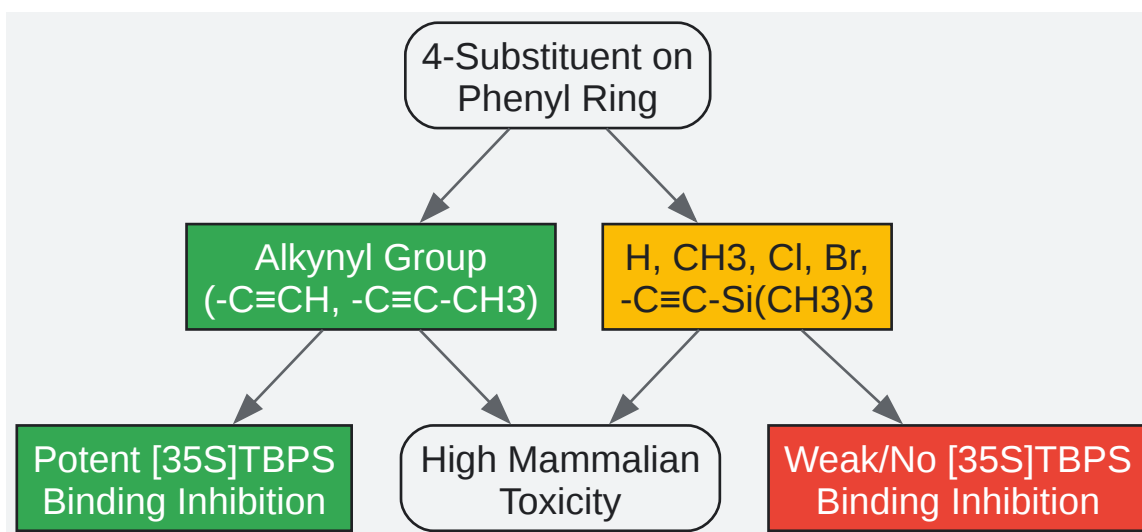 4-Substituent on
Phenyl Ring
Alkynyl Group
(-C≡CH, -C≡C-CH3)
H, CH3, Cl, Br,
-C≡C-Si(CH3)3
Potent [35S]TBPS
Binding Inhibition
High Mammalian
Toxicity
Weak/No [35S]TBPS
Binding Inhibition